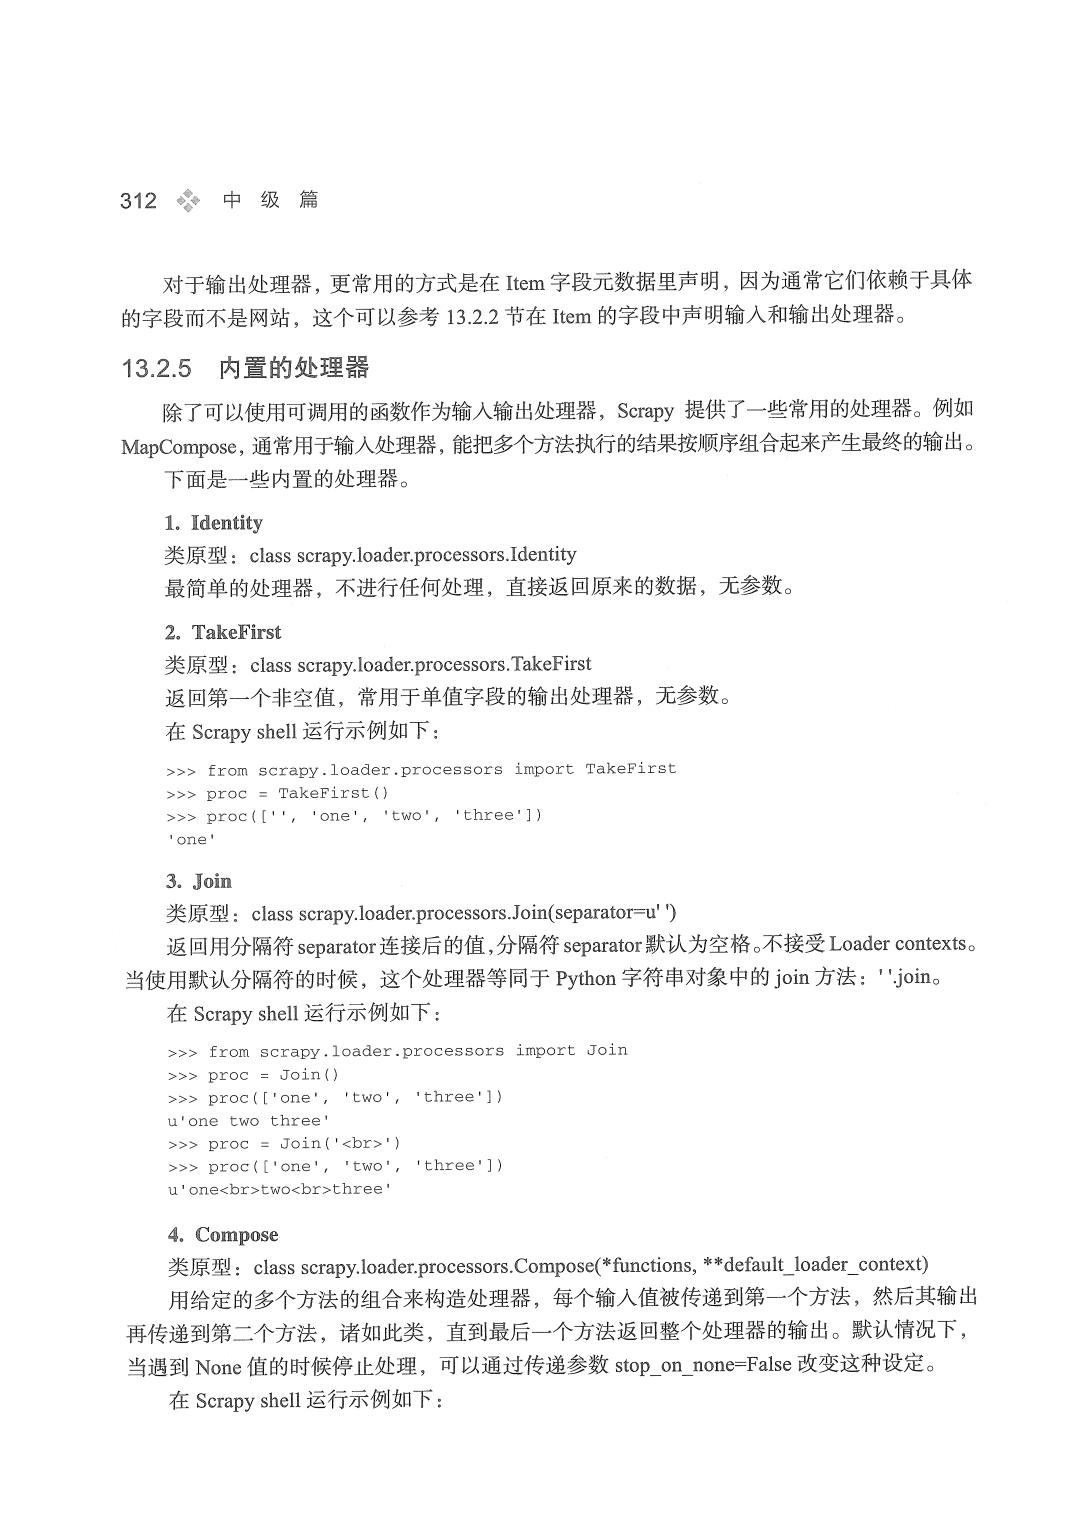 312 中 级 篇
对于输出处理器，更常用的方式是在 Item 字段元数据里声明，因为通常它们依赖于具体
的字段而不是网站，这个可以参考 13.2.2 节在 Item 的字段中声明输入和输出处理器。
13.2.5 内置的处理器
除了可以使用可调用的函数作为输入输出处理器，Scrapy 提供了一些常用的处理器。例如
MapCompose，通常用于输入处理器，能把多个方法执行的结果按顺序组合起来产生最终的输出。
下面是一些内置的处理器。
1. Identity
类原型：class scrapy.loader.processors.Identity
最简单的处理器，不进行任何处理，直接返回原来的数据，无参数。
2. TakeFirst
类原型：class scrapy.loader.processors.TakeFirst
返回第一个非空值，常用于单值字段的输出处理器，无参数。
在 Scrapy shell 运行示例如下：
>>> from scrapy.loader.processors import TakeFirst
>>> proc = TakeFirst()
>>> proc(['', 'one', 'two', 'three'])
'one'
3. Join
类原型：class scrapy.loader.processors.Join(separator=u' ')
返回用分隔符 separator 连接后的值，分隔符 separator 默认为空格。不接受 Loader contexts。
当使用默认分隔符的时候，这个处理器等同于 Python 字符串对象中的 join 方法：' '.join。
在 Scrapy shell 运行示例如下：
>>> from scrapy.loader.processors import Join
>>> proc = Join()
>>> proc(['one', 'two', 'three'])
u'one two three'
>>> proc = Join('<br>')
>>> proc(['one', 'two', 'three'])
u'one<br>two<br>three'
4. Compose
类原型：class scrapy.loader.processors.Compose(*functions, **default_loader_context)
用给定的多个方法的组合来构造处理器，每个输入值被传递到第一个方法，然后其输出
再传递到第二个方法，诸如此类，直到最后一个方法返回整个处理器的输出。默认情况下，
当遇到 None 值的时候停止处理，可以通过传递参数 stop_on_none=False 改变这种设定。
在 Scrapy shell 运行示例如下：